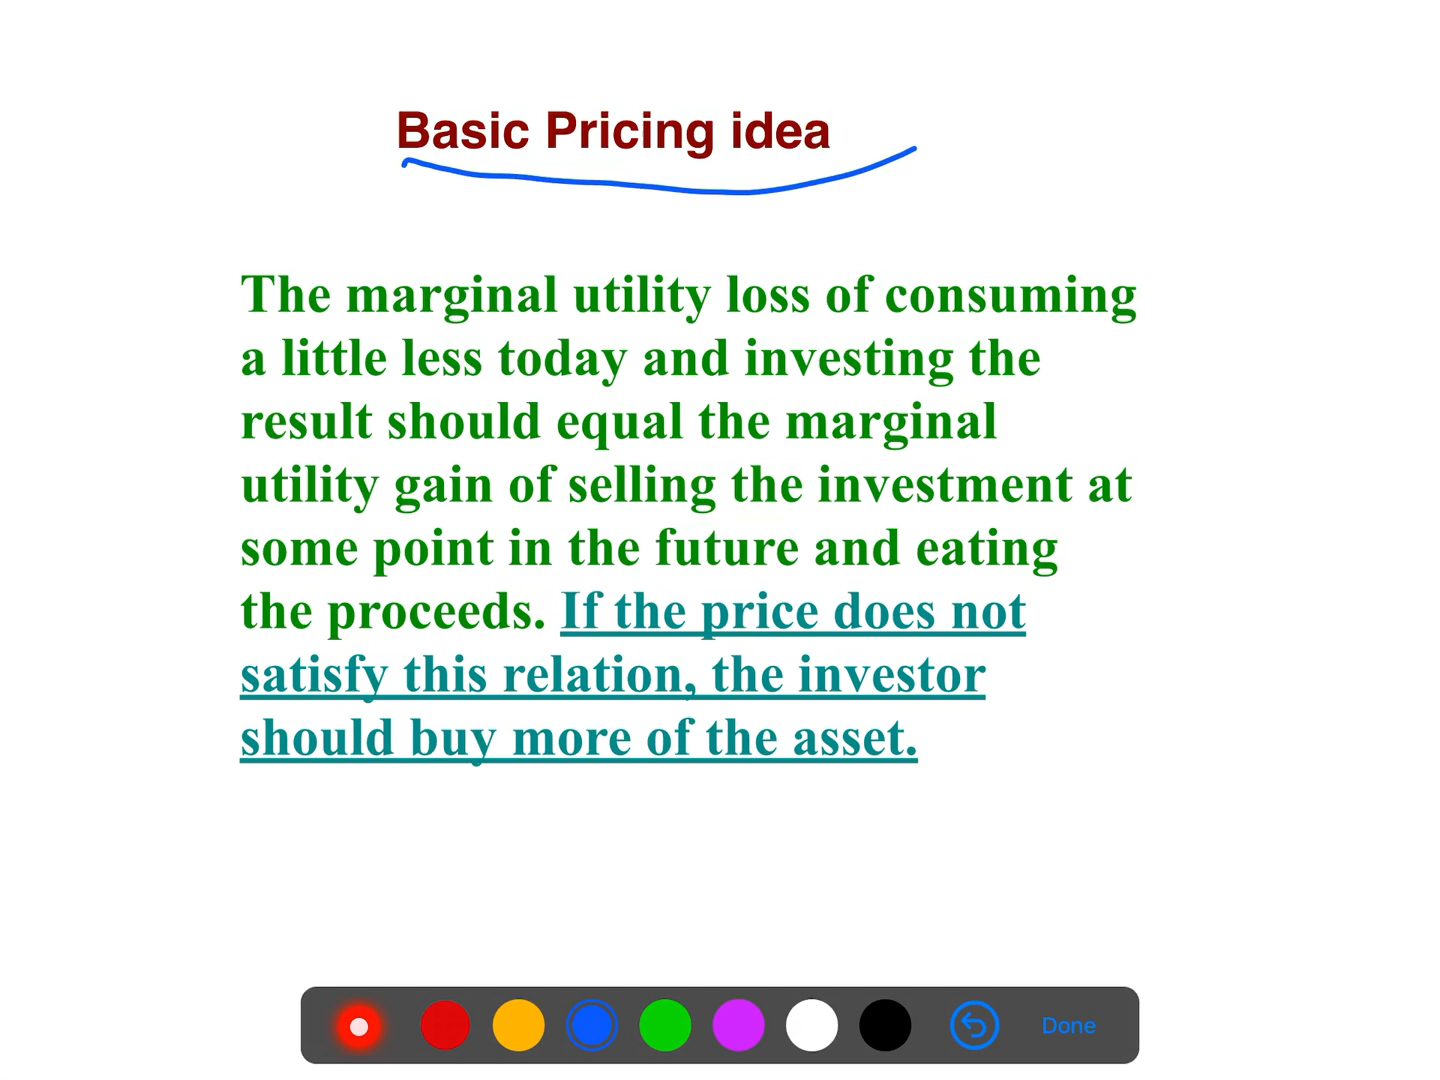 Basic Pricing idea
The marginal utility loss of consuming
a little less today and investing the
result should equal the marginal
utility gain of selling the investment at
some point in the future and eating
the proceeds. If the price does not
satisfy this relation, the investor
should buy more of the asset.
Done